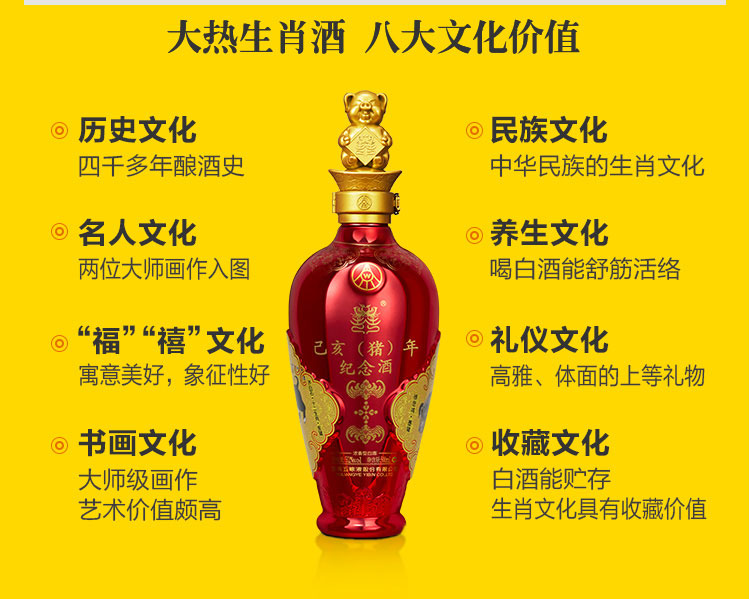 大热生肖酒 八大文化价值
历史文化
四千多年酿酒史
名人文化
两位大师画作入图
“福”“禧”文化
寓意美好，象征性好
书画文化
大师级画作
艺术价值颇高
民族文化
中华民族的生肖文化
养生文化
喝白酒能舒筋活络
礼仪文化
高雅、体面的上等礼物
收藏文化
白酒能贮存
生肖文化具有收藏价值
W
®
己亥（猪）年
纪念酒
浓香型白酒